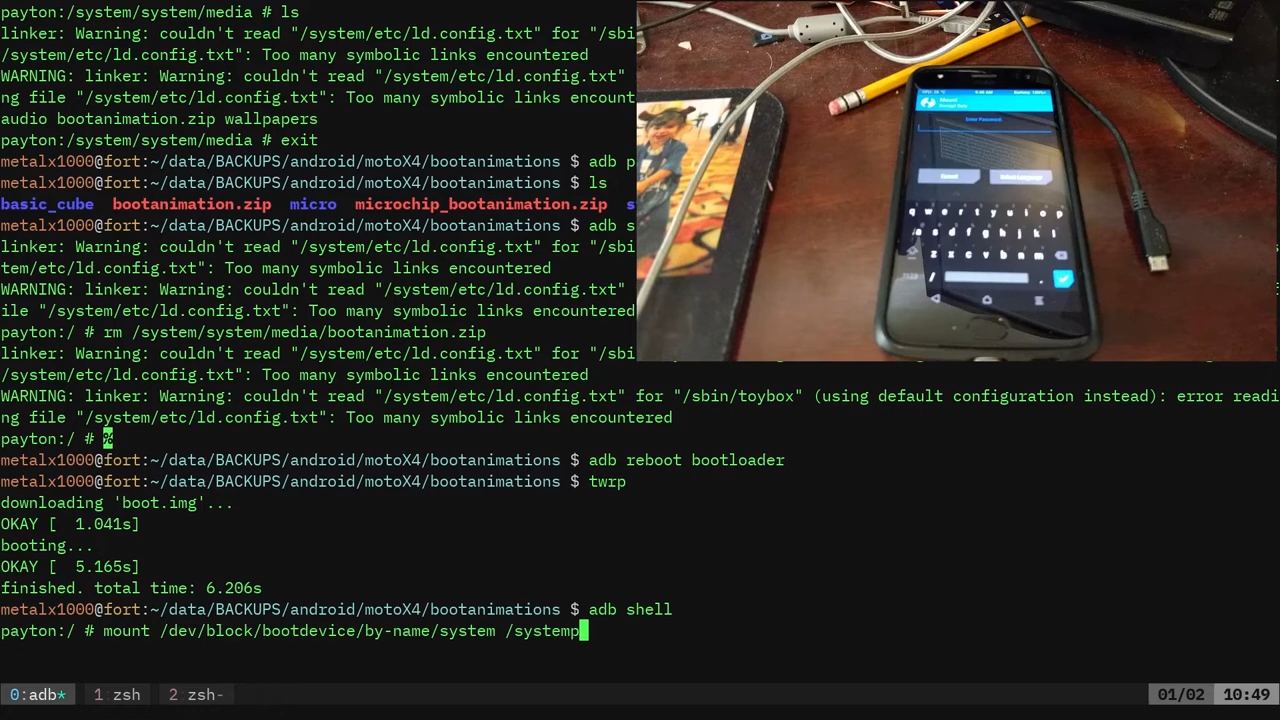 payton:/system/system/media # ls
linker: Warning: couldn't read "/system/etc/ld.config.txt" for "/sbi
/system/etc/ld.config.txt": Too many symbolic links encountered
WARNING: linker: Warning: couldn't read "/system/etc/ld.config.txt"
ng file "/system/etc/ld.config.txt": Too many symbolic links encount
audio bootanimation.zip wallpapers
payton:/system/system/media # exit
metalx1000@fort:~/data/BACKUPS/android/motoX4/bootanimations $ adb p
metalx1000@fort:~/data/BACKUPS/android/motoX4/bootanimations $ ls
basic_cube  bootanimation.zip  micro  microchip_bootanimation.zip  s
metalx1000@fort:~/data/BACKUPS/android/motoX4/bootanimations $ adb s
linker: Warning: couldn't read "/system/etc/ld.config.txt" for "/sbi
tem/etc/ld.config.txt": Too many symbolic links encountered
WARNING: linker: Warning: couldn't read "/system/etc/ld.config.txt"
ile "/system/etc/ld.config.txt": Too many symbolic links encountered
payton:/ # rm /system/system/media/bootanimation.zip
linker: Warning: couldn't read "/system/etc/ld.config.txt" for "/sbi
/system/etc/ld.config.txt": Too many symbolic links encountered
WARNING: linker: Warning: couldn't read "/system/etc/ld.config.txt" for "/sbin/toybox" (using default configuration instead): error readi
ng file "/system/etc/ld.config.txt": Too many symbolic links encountered
payton:/ # %
metalx1000@fort:~/data/BACKUPS/android/motoX4/bootanimations $ adb reboot bootloader
metalx1000@fort:~/data/BACKUPS/android/motoX4/bootanimations $ twrp
downloading 'boot.img'...
OKAY [  1.041s]
booting...
OKAY [  5.165s]
finished. total time: 6.206s
metalx1000@fort:~/data/BACKUPS/android/motoX4/bootanimations $ adb shell
payton:/ # mount /dev/block/bootdevice/by-name/system /systemp
0:adb* 1:zsh 2:zsh- 01/02 10:49
Mount
Decrypt Data
Enter Password
Cancel Select Language
q w e r t y u i o p
a s d f g h j k l
z x c v b n m
/ .